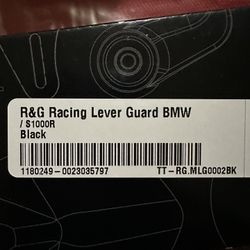 R&G Racing Lever Guard BMW
/ S1000R
Black
1180249-0023035797 TT-RG.MLG0002BK